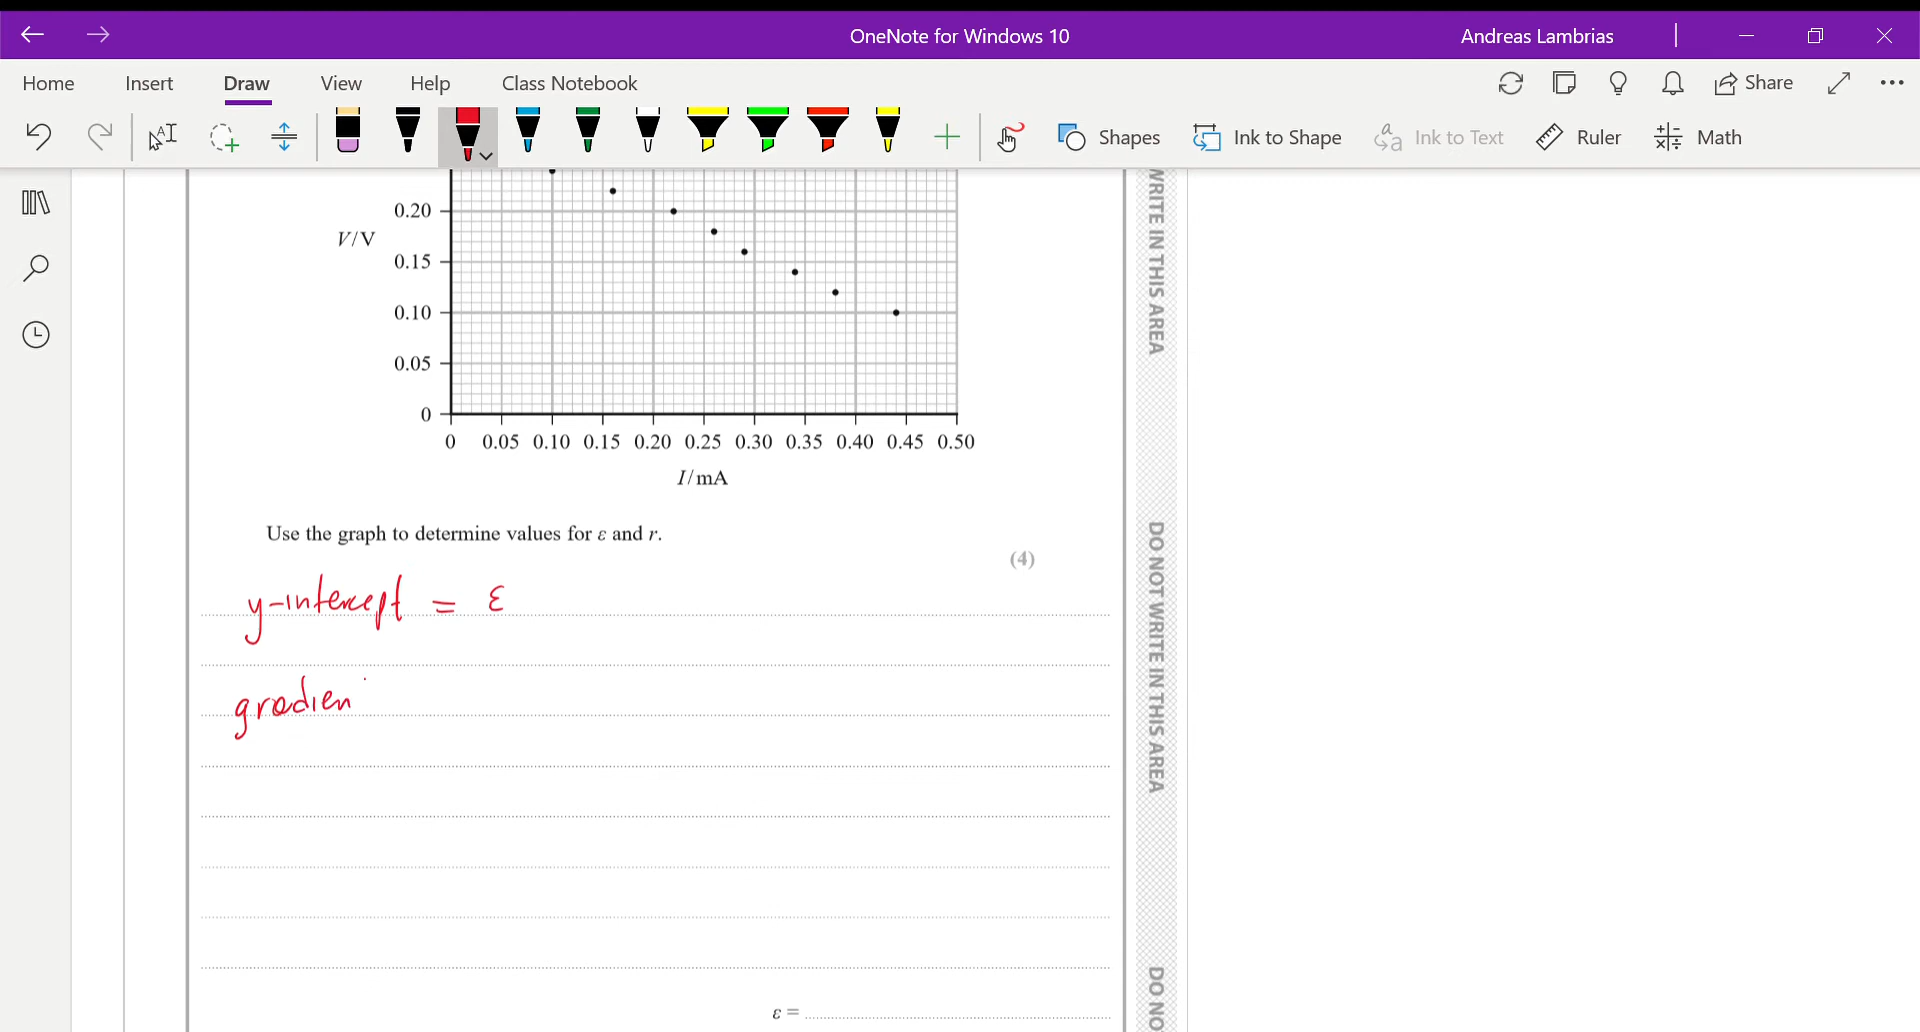 OneNote for Windows 10
Andreas Lambrias
Home Insert Draw View Help Class Notebook
Share
Shapes Ink to Shape Ink to Text Ruler Math
0.20
V/V
0.15
0.10
0.05
0
0 0.05 0.10 0.15 0.20 0.25 0.30 0.35 0.40 0.45 0.50
I/mA
Use the graph to determine values for ε and r.
(4)
y-intercept = ε
gradien
ε =
WRITE IN THIS AREA
DO NOT WRITE IN THIS AREA
DO NO